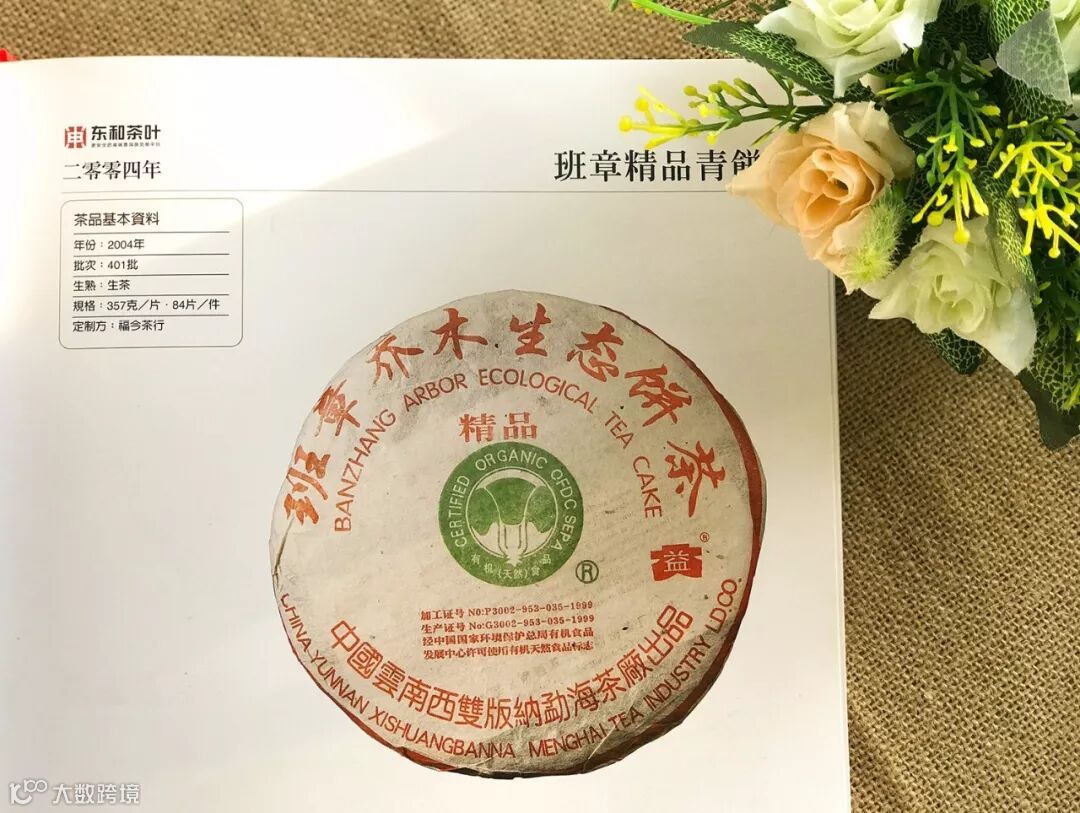 东和茶叶
二零零四年
班章精品青餅
茶品基本資料
年份：2004年
批次：401批
生熟：生茶
規格：357克／片·84片／件
定制方：福今茶行
班章乔木生态餅茶
BANZHANG ARBOR ECOLOGICAL TEA CAKE
精品
CERTIFIED ORGANIC OFDC SEPA
有机(天然)食品
®
益
®
加工证号 NO:P3002-953-035-1999
生产证号 No:G3002-953-035-1999
经中国国家环境保护总局有机食品
发展中心许可使用有机天然食品标志
中國雲南西雙版納勐海茶廠出品
CHINA YUNNAN XISHUANGBANNA MENGHAI TEA INDUSTRY LD.CO.
大数跨境